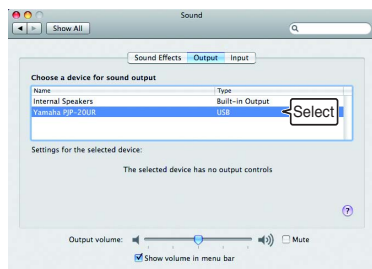 Sound
Show All
Sound Effects Output Input
Choose a device for sound output
Name Type
Internal Speakers Built-in Output
Yamaha PJP-20UR USB
Select
Settings for the selected device:
The selected device has no output controls
?
Output volume: Mute
Show volume in menu bar